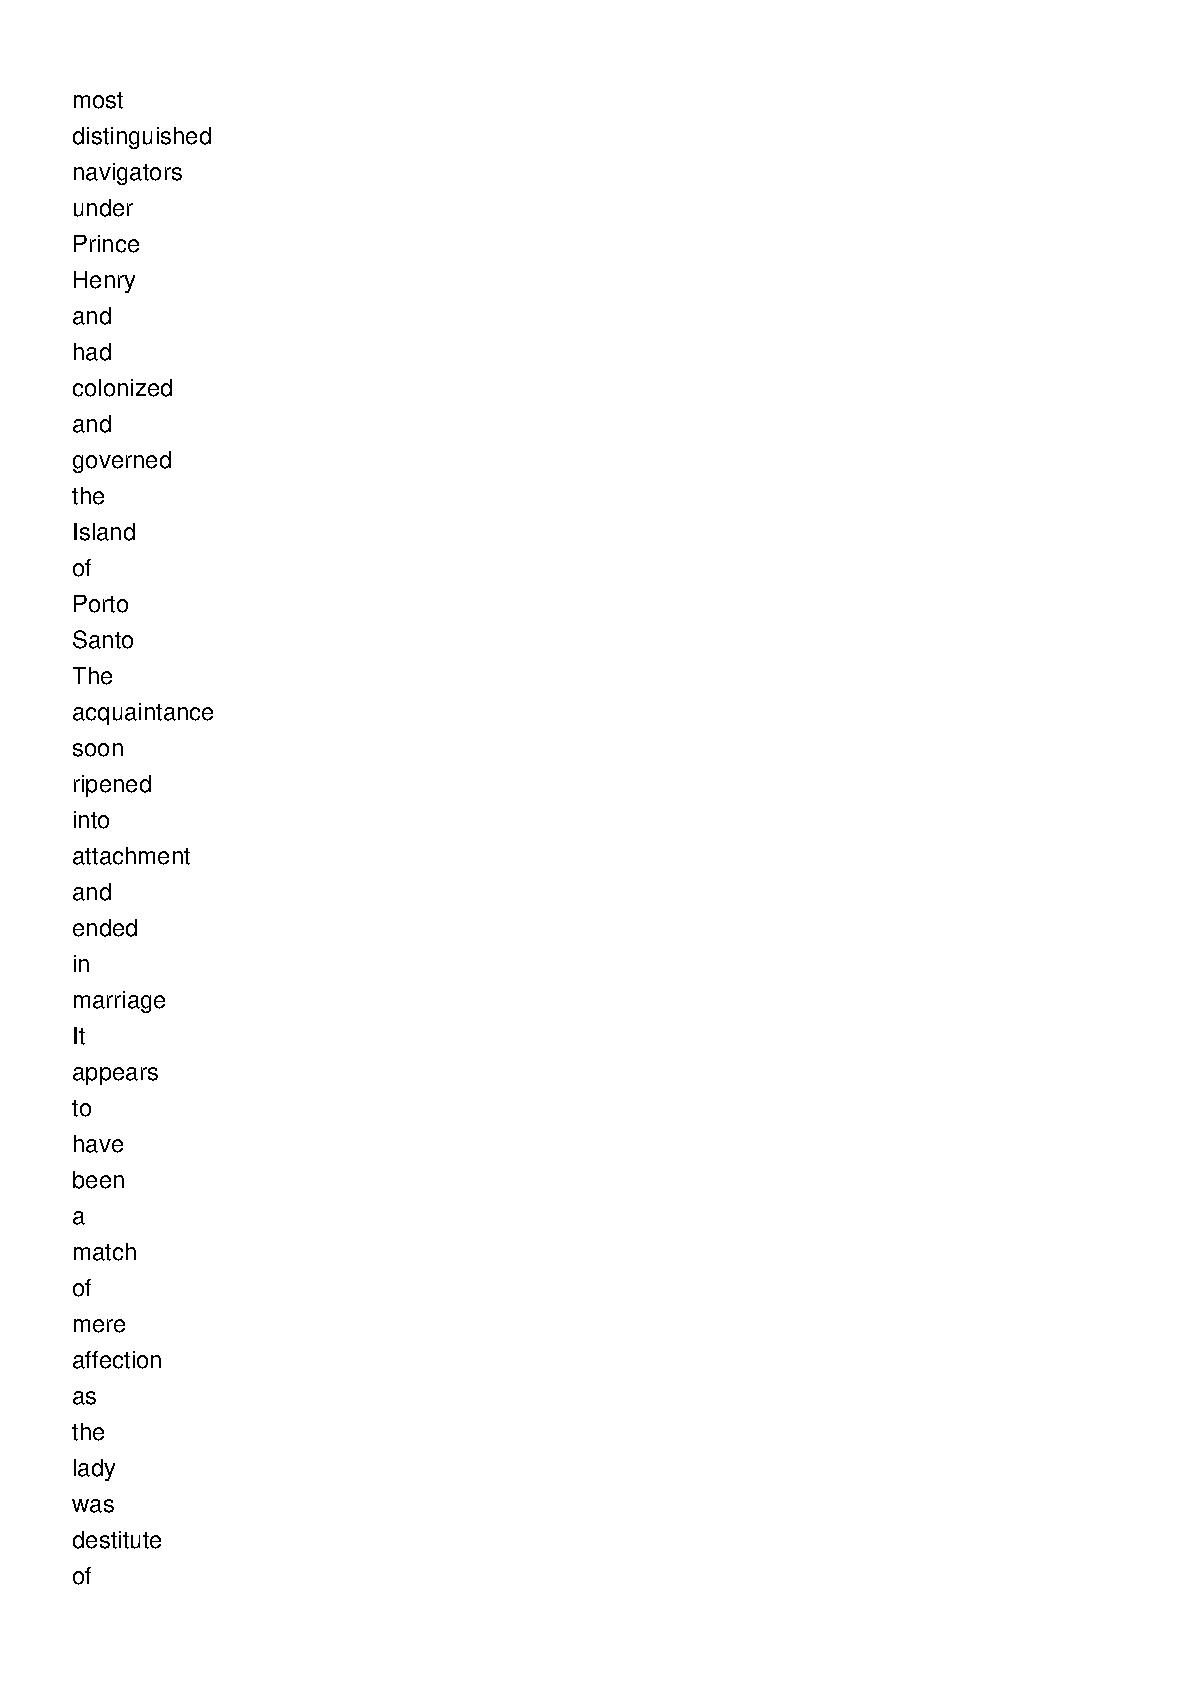 most
distinguished
navigators
under
Prince
Henry
and
had
colonized
and
governed
the
Island
of
Porto
Santo
The
acquaintance
soon
ripened
into
attachment
and
ended
in
marriage
It
appears
to
have
been
a
match
of
mere
affection
as
the
lady
was
destitute
of